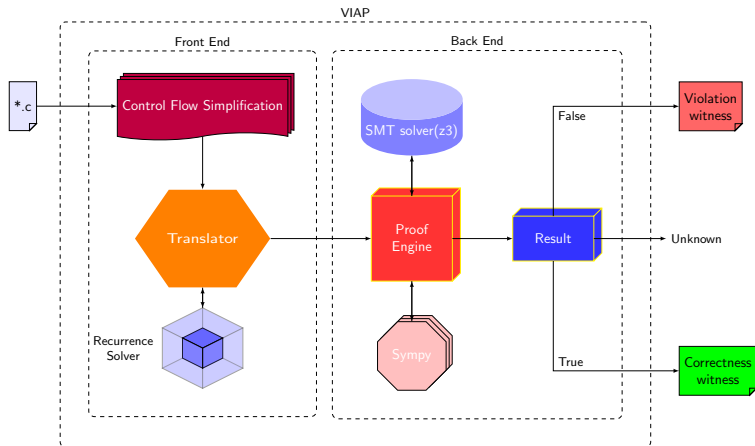 VIAP
Front End
Back End
*.c
Control Flow Simplification
SMT solver(z3)
False
Violation
witness
Translator
Proof
Engine
Result
Unknown
Recurrence
Solver
Sympy
True
Correctness
witness